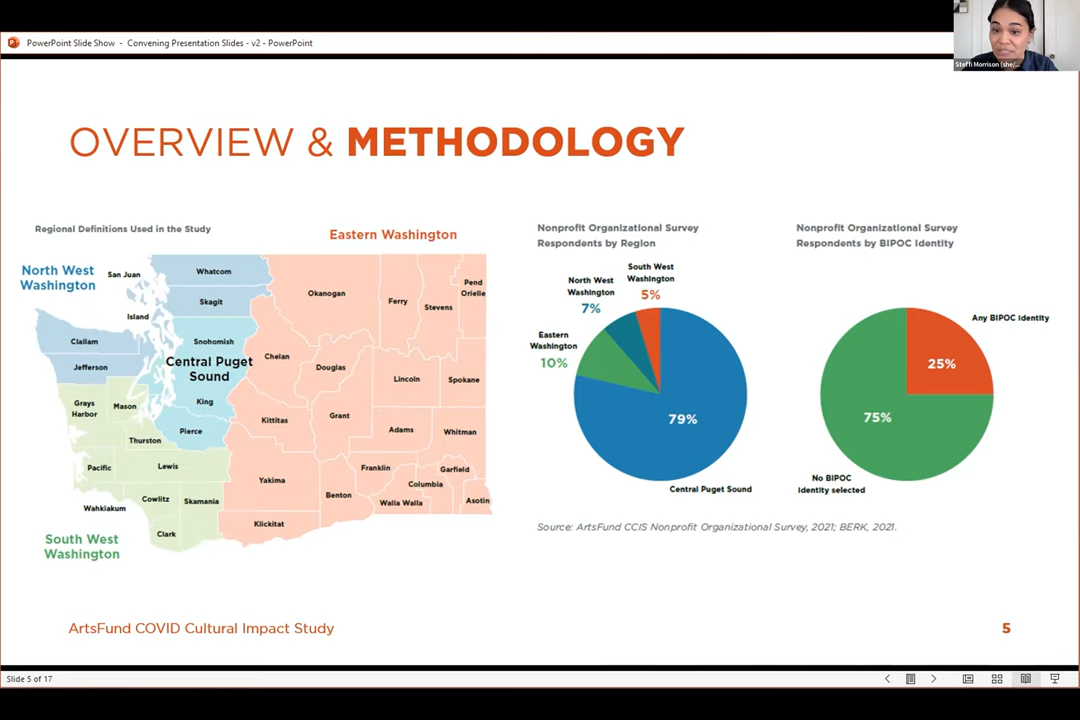 PowerPoint Slide Show - Convening Presentation Slides - v2 - PowerPoint
Steffi Morrison (she/...
OVERVIEW & METHODOLOGY
Regional Definitions Used in the Study
Eastern Washington
North West
Washington
San Juan
Whatcom
Skagit
Island
Clallam
Jefferson
Snohomish
Central Puget
Sound
King
Pierce
Grays
Harbor
Mason
Thurston
Pacific
Lewis
Wahkiakum
Cowlitz
Skamania
Clark
South West
Washington
Okanogan
Ferry
Stevens
Pend
Orielle
Chelan
Douglas
Lincoln
Spokane
Kittitas
Grant
Adams
Whitman
Yakima
Benton
Franklin
Walla Walla
Columbia
Garfield
Asotin
Klickitat
Nonprofit Organizational Survey
Respondents by Region
South West
Washington
5%
North West
Washington
7%
Eastern
Washington
10%
79%
Central Puget Sound
Nonprofit Organizational Survey
Respondents by BIPOC Identity
Any BIPOC Identity
25%
75%
No BIPOC
Identity selected
Source: ArtsFund CCIS Nonprofit Organizational Survey, 2021; BERK, 2021.
ArtsFund COVID Cultural Impact Study
5
Slide 5 of 17